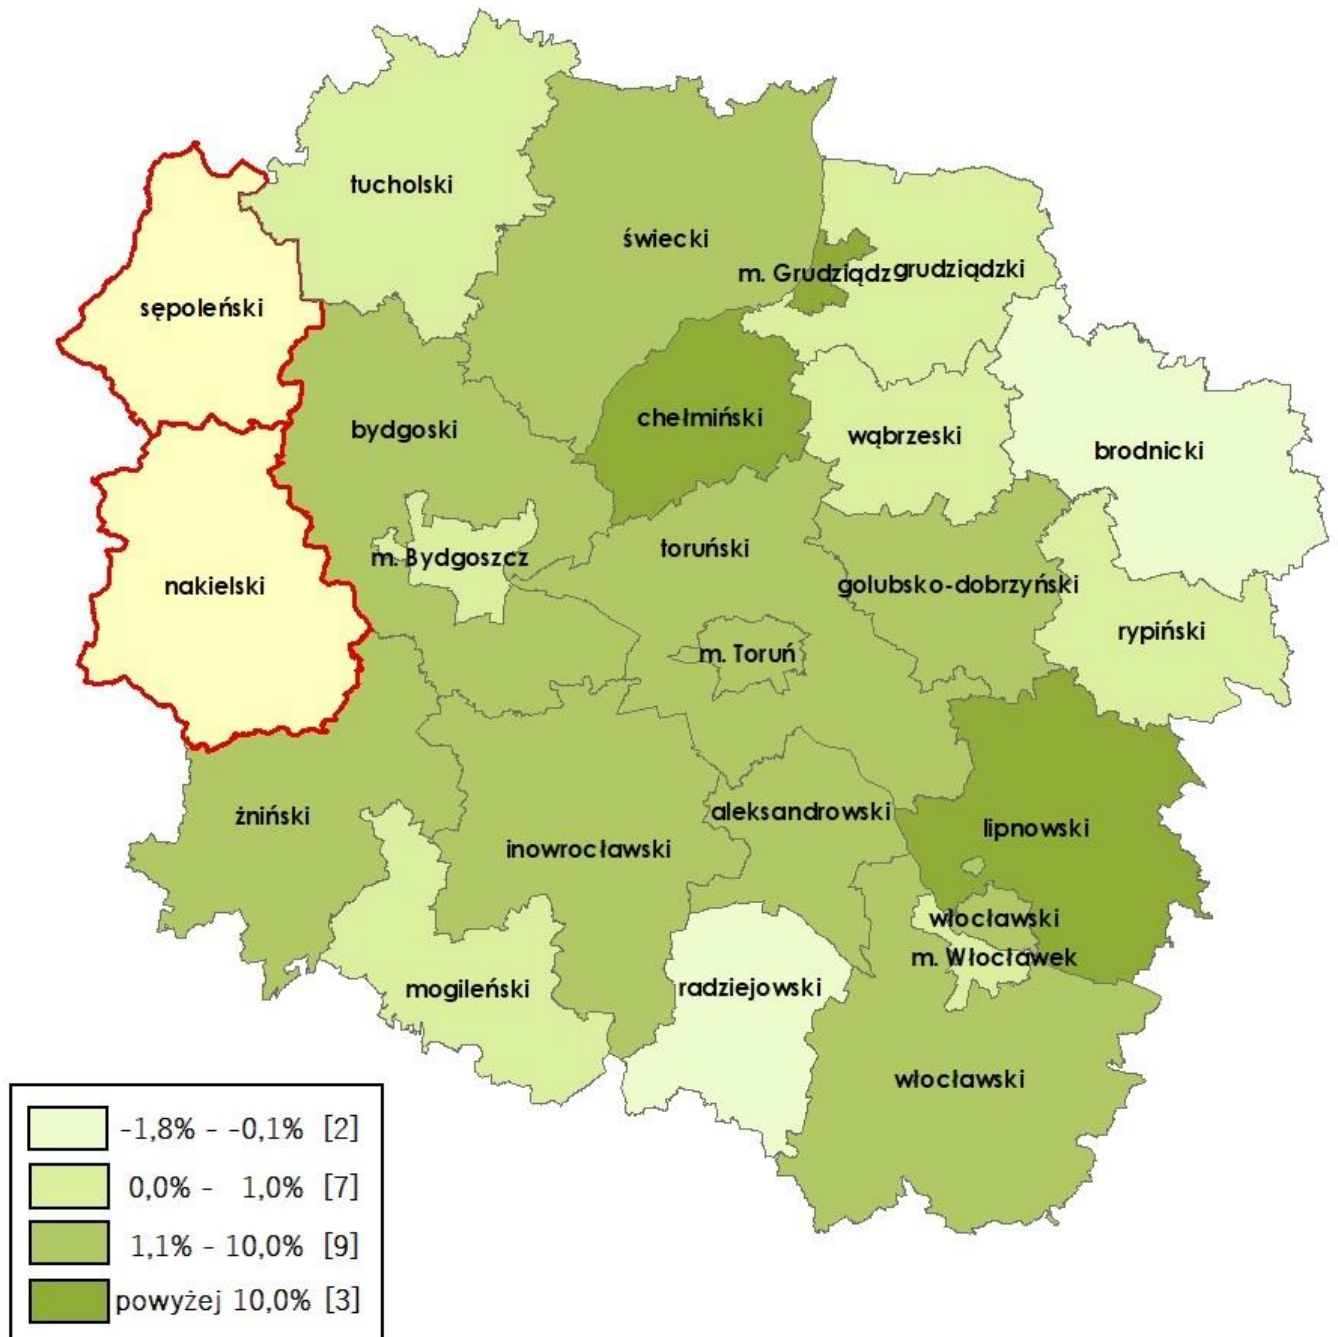 tucholski
świecki
m. Grudziądz
grudziądzki
sępoleński
chełmiński
bydgoski
wąbrzeski
brodnicki
toruński
m. Bydgoszcz
nakielski
golubsko-dobrzyński
rypiński
m. Toruń
żniński
aleksandrowski
lipnowski
inowrocławski
włocławski
m. Włocławek
mogileński
radziejowski
włocławski
-1,8% - -0,1% [2]
0,0% - 1,0% [7]
1,1% - 10,0% [9]
powyżej 10,0% [3]